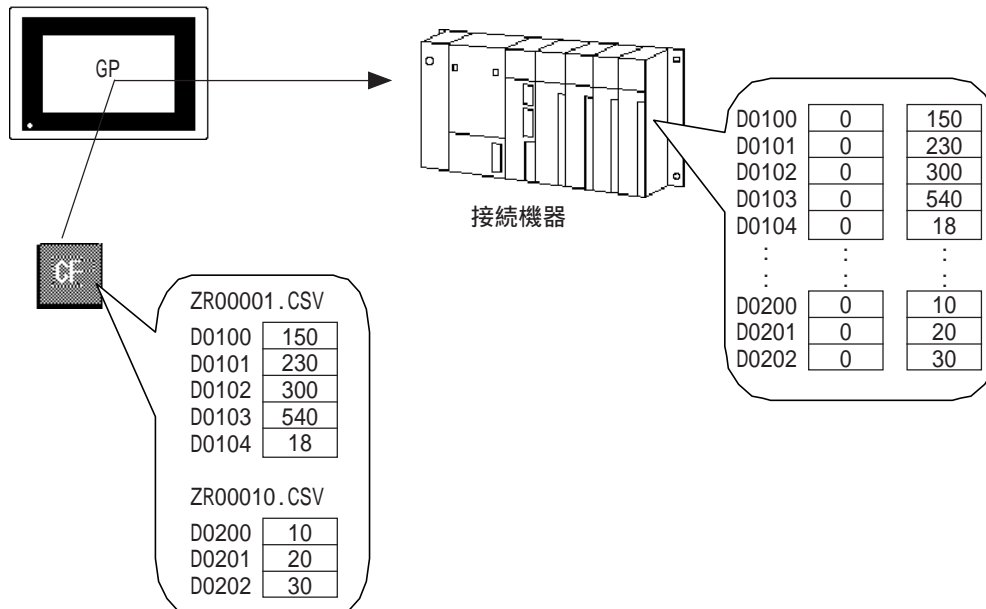 GP
接続機器
D0100 0 150
D0101 0 230
D0102 0 300
D0103 0 540
D0104 0 18
: : :
: : :
D0200 0 10
D0201 0 20
D0202 0 30
CF
ZR00001.CSV
D0100 150
D0101 230
D0102 300
D0103 540
D0104 18
ZR00010.CSV
D0200 10
D0201 20
D0202 30